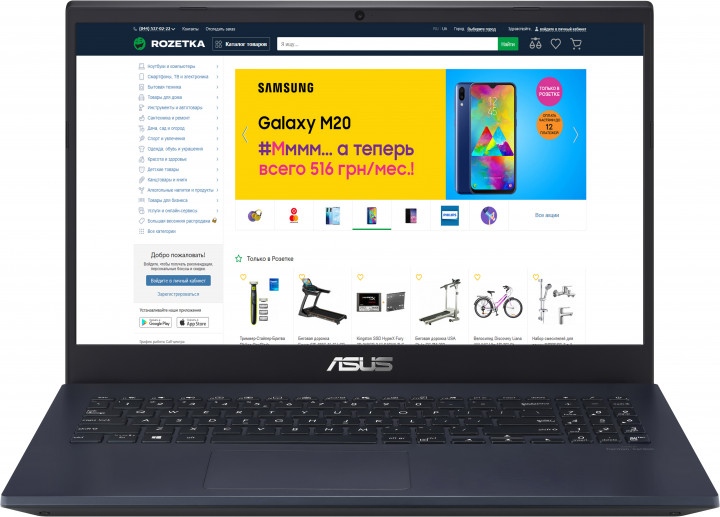 (044) 537-02-22
Контакты
Отследить заказ
RU
UA
Город:
Выберите город
Здравствуйте,
войдите в личный кабинет
ROZETKA
Каталог товаров
Я ищу...
Найти
Ноутбуки и компьютеры
Смартфоны, ТВ и электроника
Бытовая техника
Товары для дома
Инструменты и автотовары
Сантехника и ремонт
Дача, сад и огород
Спорт и увлечения
Одежда, обувь и украшения
Красота и здоровье
Детские товары
Канцтовары и книги
Алкогольные напитки и продукты
Товары для бизнеса
Услуги и онлайн сервисы
Большая весенняя распродажа
Все категории
SAMSUNG
Galaxy M20
#Мммм... а теперь
всего 516 грн/мес.!
ТОЛЬКО В
РОЗЕТКЕ
ОПЛАТА
ЧАСТЯМИ ДО
12
ПЛАТЕЖЕЙ
Все акции
Добро пожаловать!
Войдите, чтобы получать рекомендации,
персональные бонусы и скидки.
Войдите в личный кабинет
Зарегистрироваться
Устанавливайте наши приложения
Google Play
App Store
Только в Розетке
Триммер-Стайлер-Бритва
Беговая дорожка
Kingston SSD HyperX Fury
Беговая дорожка USA
Велосипед Discovery Luna
Набор смесителей для
ASUS